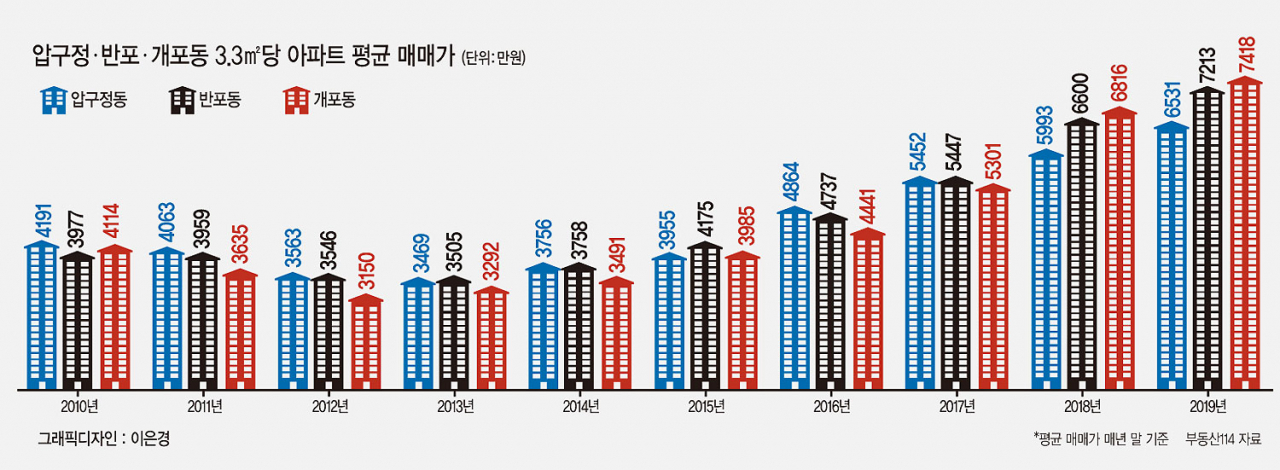 압구정·반포·개포동 3.3㎡당 아파트 평균 매매가 (단위:만원)
압구정동 반포동 개포동
4191 3977 4114
4063 3959 3635
3563 3546 3150
3469 3505 3292
3756 3758 3491
3955 4175 3985
4864 4737 4441
5452 5447 5301
5993 6600 6816
6531 7213 7418
2010년 2011년 2012년 2013년 2014년 2015년 2016년 2017년 2018년 2019년
그래픽디자인 : 이은경
*평균 매매가 매년 말 기준 부동산114 자료